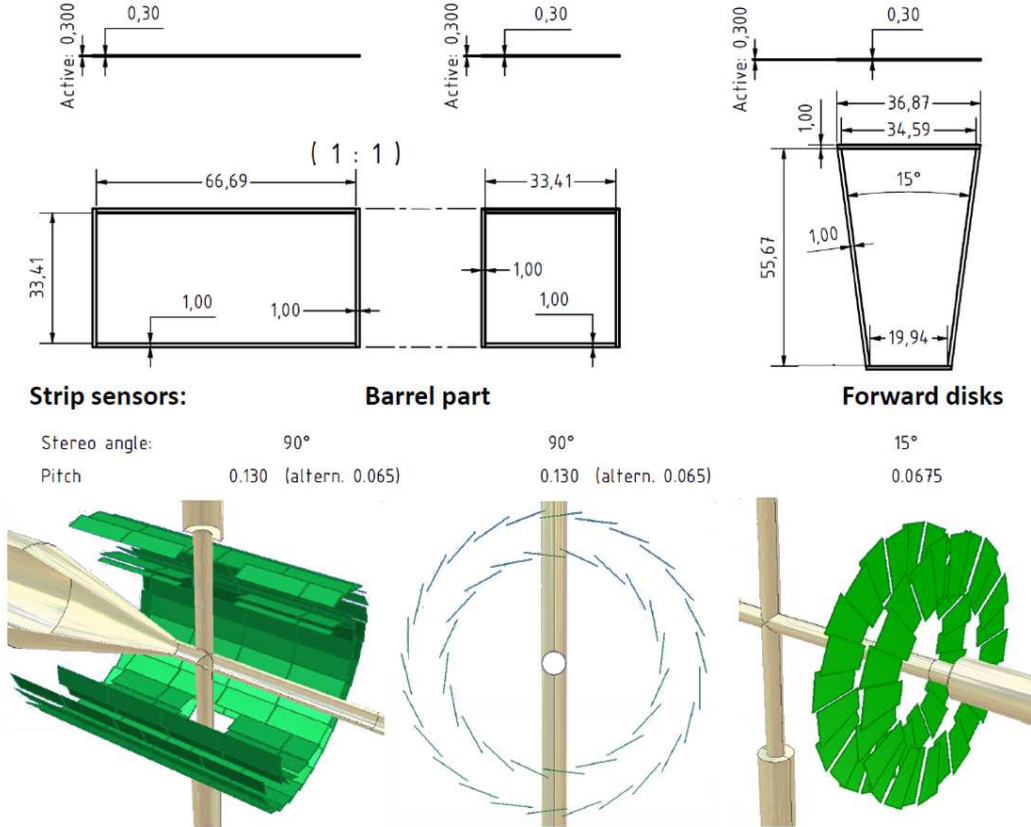 Active: 0,300
0,30
Active: 0,300
0,30
Active: 0,300
0,30
36,87
34,59
1,00
( 1 : 1 )
66,69
33,41
15°
33,41
1,00
1,00
1,00
1,00
1,00
55,67
19,94
Strip sensors: Barrel part Forward disks
Stereo angle: 90° 90° 15°
Pitch 0.130 (altern. 0.065) 0.130 (altern. 0.065) 0.0675